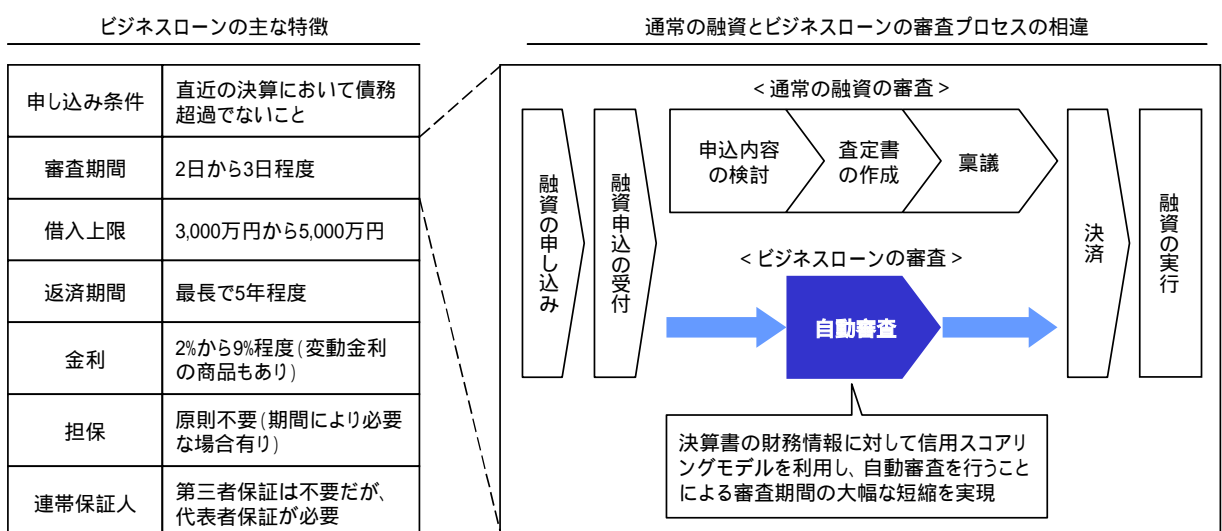 ビジネスローンの主な特徴
申し込み条件
直近の決算において債務
超過でないこと
審査期間
2日から3日程度
借入上限
3,000万円から5,000万円
返済期間
最長で5年程度
金利
2%から9%程度(変動金利
の商品もあり)
担保
原則不要(期間により必要
な場合有り)
連帯保証人
第三者保証は不要だが、
代表者保証が必要
通常の融資とビジネスローンの審査プロセスの相違
<通常の融資の審査>
融資の申し込み
融資申込の受付
申込内容
の検討
査定書
の作成
稟議
<ビジネスローンの審査>
自動審査
決済
融資の実行
決算書の財務情報に対して信用スコアリ
ングモデルを利用し、自動審査を行うこと
による審査期間の大幅な短縮を実現